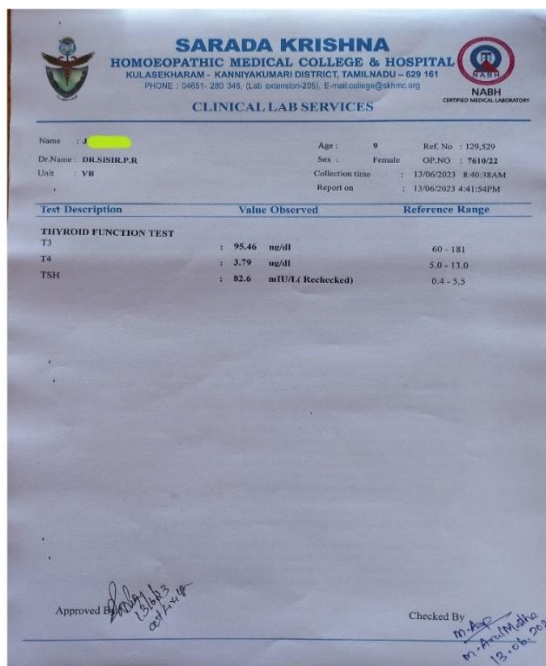 SARADA KRISHNA
HOMOEOPATHIC MEDICAL COLLEGE & HOSPITAL
KULASEKHARAM - KANNIYAKUMARI DISTRICT, TAMILNADU – 629 161
PHONE : 04651- 280 348, (Lab extension-205), E-mail:college@skhmc.org
NABH
NABH
CERTIFIED MEDICAL LABORATORY
CLINICAL LAB SERVICES
Name : J
Age : 9 Ref. No : 129,529
Dr.Name : DR.SISIR.P.R Sex : Female OP.NO : 7610/22
Unit : VB Collection time : 13/06/2023 8:40:38AM
Report on : 13/06/2023 4:41:54PM
Test Description Value Observed Reference Range
THYROID FUNCTION TEST
T3 : 95.46 ng/dl 60 - 181
T4 : 3.79 ug/dl 5.0 - 13.0
TSH : 82.6 mIU/L( Rechecked) 0.4 - 5.5
Approved By
13/6/23
Checked By
13.06.202